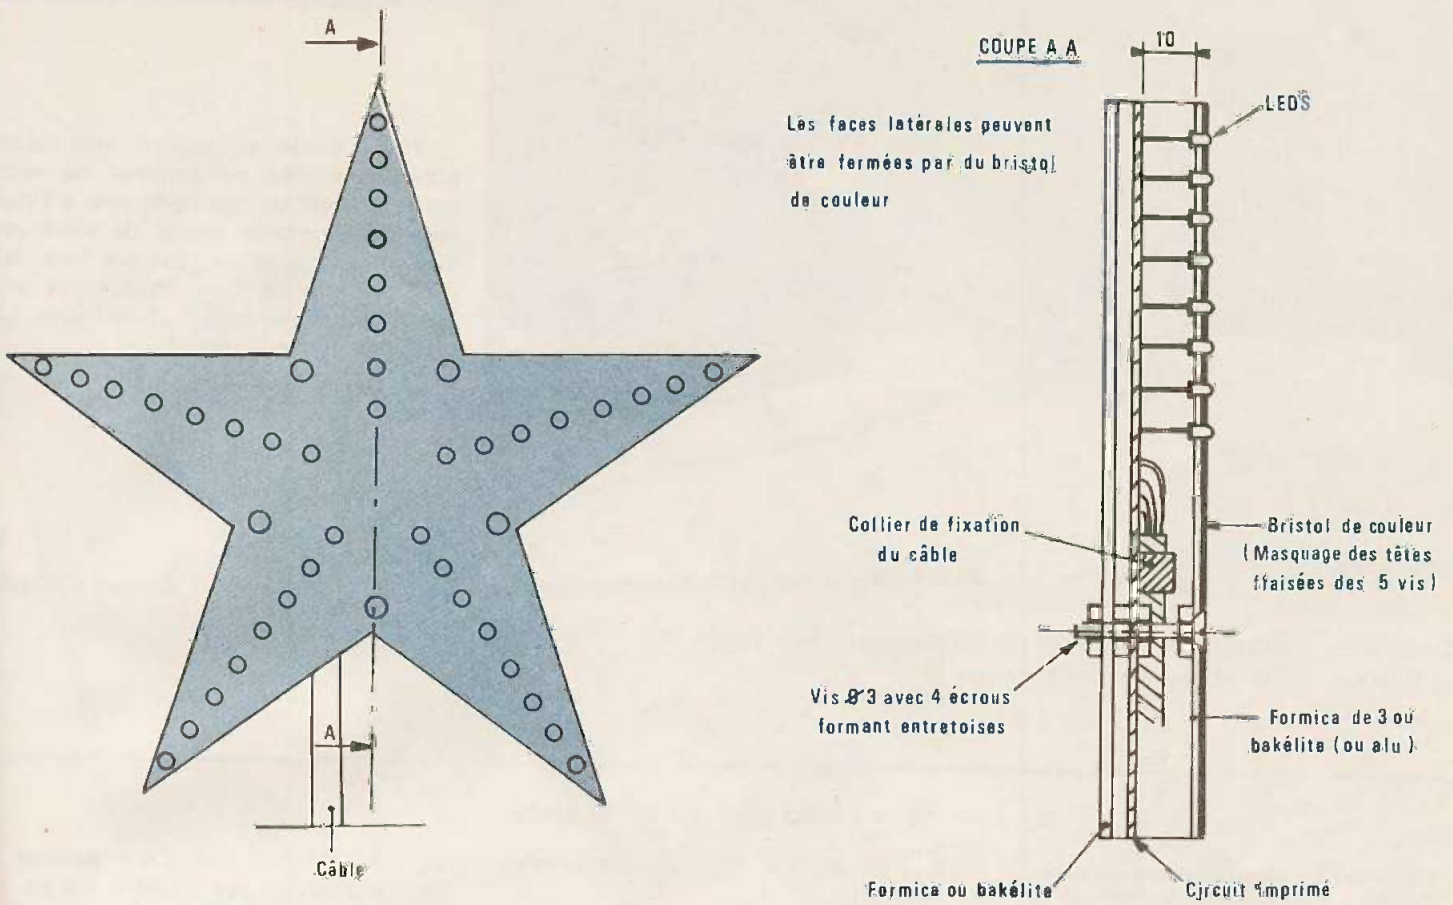 A
COUPE A A
10
LEDS
Les faces latérales peuvent
être fermées par du bristol
de couleur
Collier de fixation
du câble
Bristol de couleur
(Masquage des têtes
fraisées des 5 vis)
Vis Ø 3 avec 4 écrous
formant entretoises
Formica de 3 ou
bakélite (ou alu)
A
Câble
Formica ou bakélite
Circuit imprimé